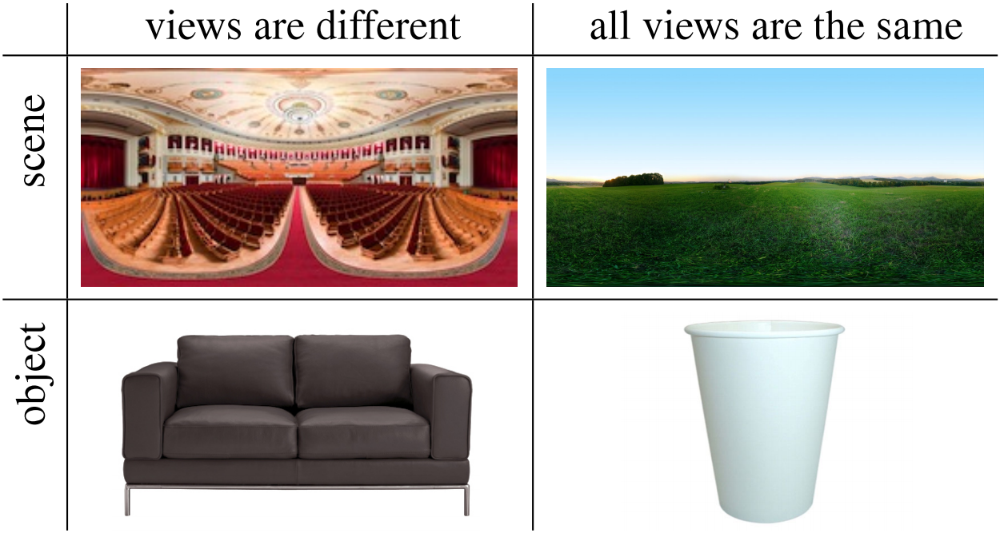 views are different
all views are the same
scene
object